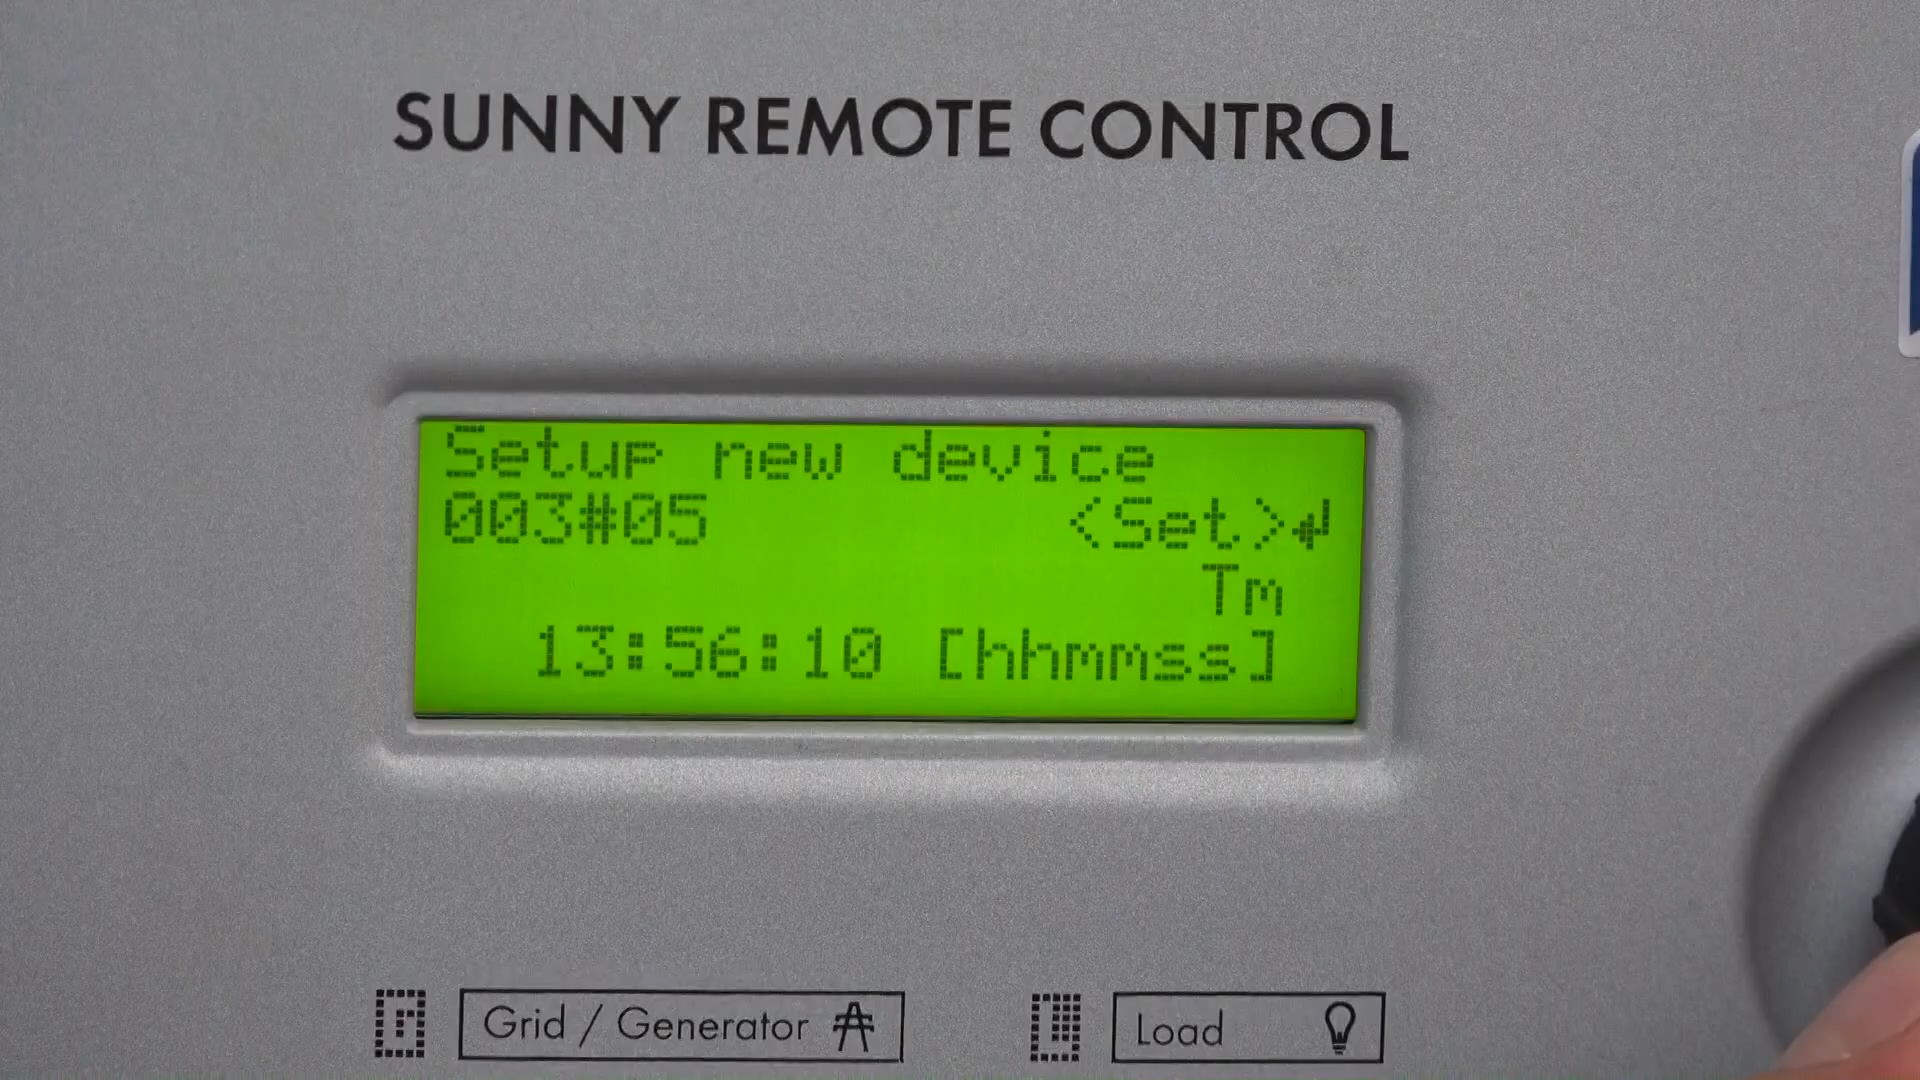 SUNNY REMOTE CONTROL
Setup new device
003#05 <Set>↵
Tm
13:56:10 [hhmmss]
Grid / Generator
Load